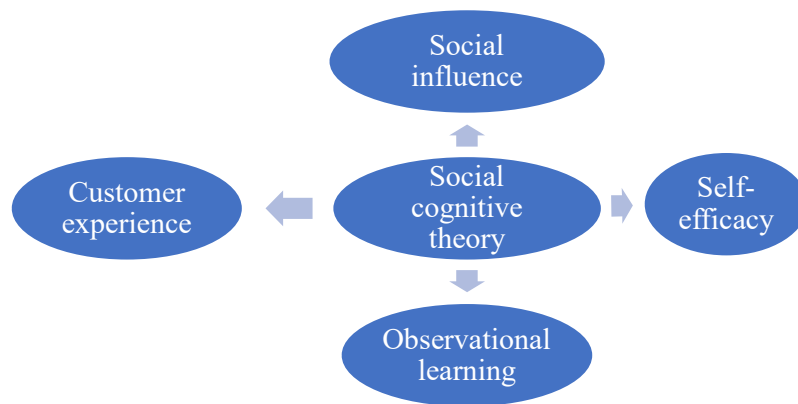 Social
influence
Customer
experience
Social
cognitive
theory
Self-
efficacy
Observational
learning